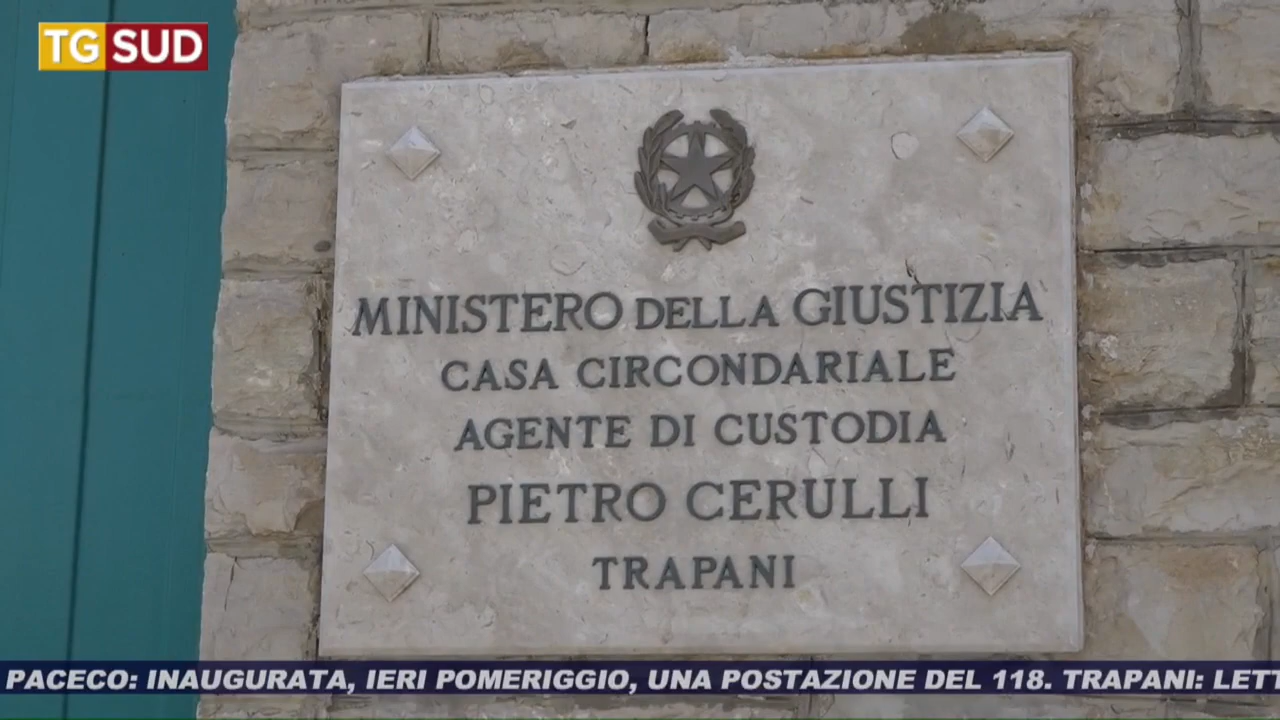 TG SUD
MINISTERO DELLA GIUSTIZIA
CASA CIRCONDARIALE
AGENTE DI CUSTODIA
PIETRO CERULLI
TRAPANI
PACECO: INAUGURATA, IERI POMERIGGIO, UNA POSTAZIONE DEL 118. TRAPANI: LETT